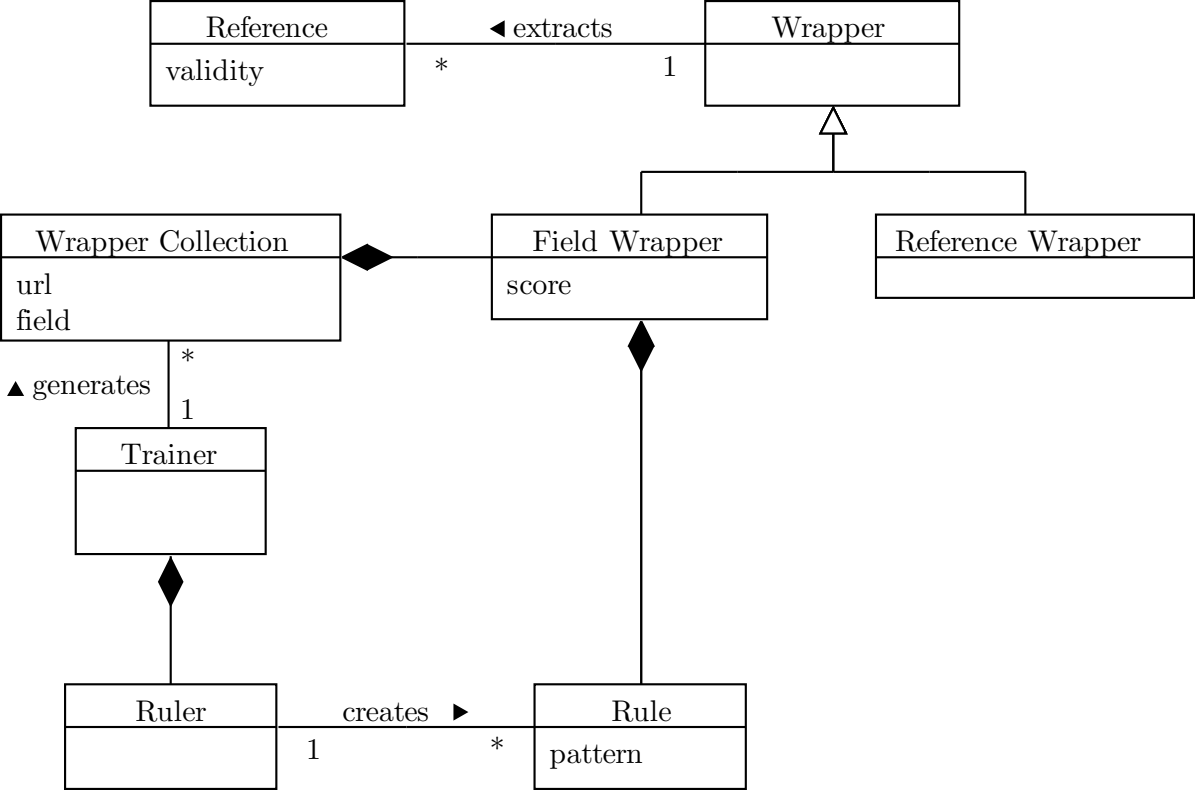 Reference
◄ extracts
Wrapper
validity
*
1
Wrapper Collection
Field Wrapper
Reference Wrapper
url
score
field
*
▲ generates
1
Trainer
Ruler
creates ►
Rule
1
*
pattern